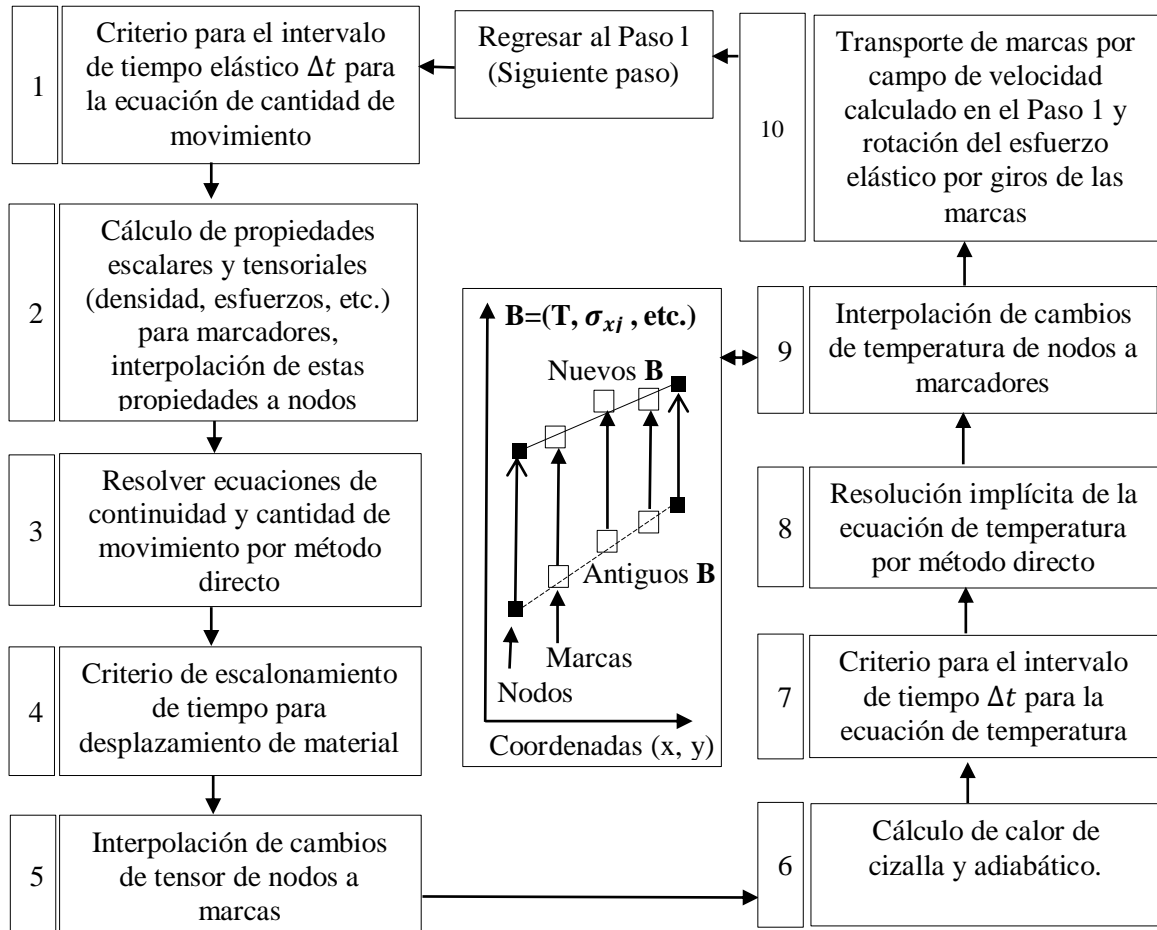 1
Criterio para el intervalo
de tiempo elástico Δt para
la ecuación de cantidad de
movimiento
2
Cálculo de propiedades
escalares y tensoriales
(densidad, esfuerzos, etc.)
para marcadores,
interpolación de estas
propiedades a nodos
3
Resolver ecuaciones de
continuidad y cantidad de
movimiento por método
directo
4
Criterio de escalonamiento
de tiempo para
desplazamiento de material
5
Interpolación de cambios
de tensor de nodos a
marcas
6
Cálculo de calor de
cizalla y adiabático.
7
Criterio para el intervalo
de tiempo Δt para la
ecuación de temperatura
8
Resolución implícita de la
ecuación de temperatura
por método directo
9
Interpolación de cambios
de temperatura de nodos a
marcadores
10
Transporte de marcas por
campo de velocidad
calculado en el Paso 1 y
rotación del esfuerzo
elástico por giros de las
marcas
Regresar al Paso 1
(Siguiente paso)
B=(T, σxj , etc.)
Nuevos B
Antiguos B
Marcas
Nodos
Coordenadas (x, y)